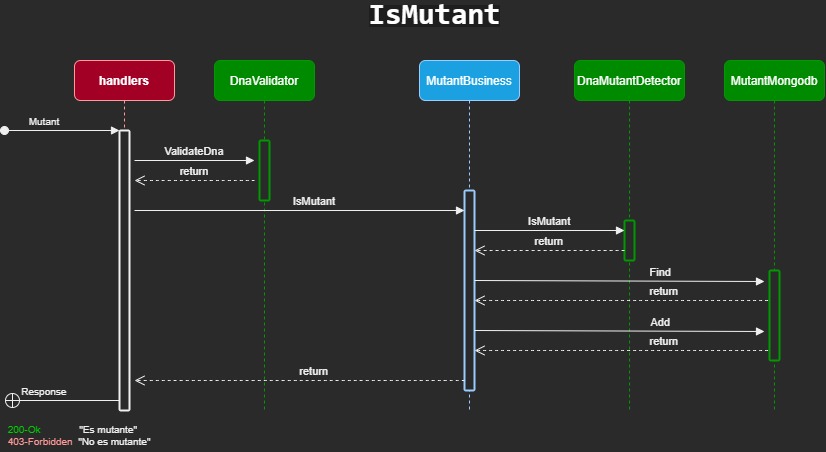 IsMutant
handlers
DnaValidator
MutantBusiness
DnaMutantDetector
MutantMongodb
Mutant
ValidateDna
return
IsMutant
IsMutant
return
Find
return
Add
return
return
Response
200-Ok "Es mutante"
403-Forbidden "No es mutante"